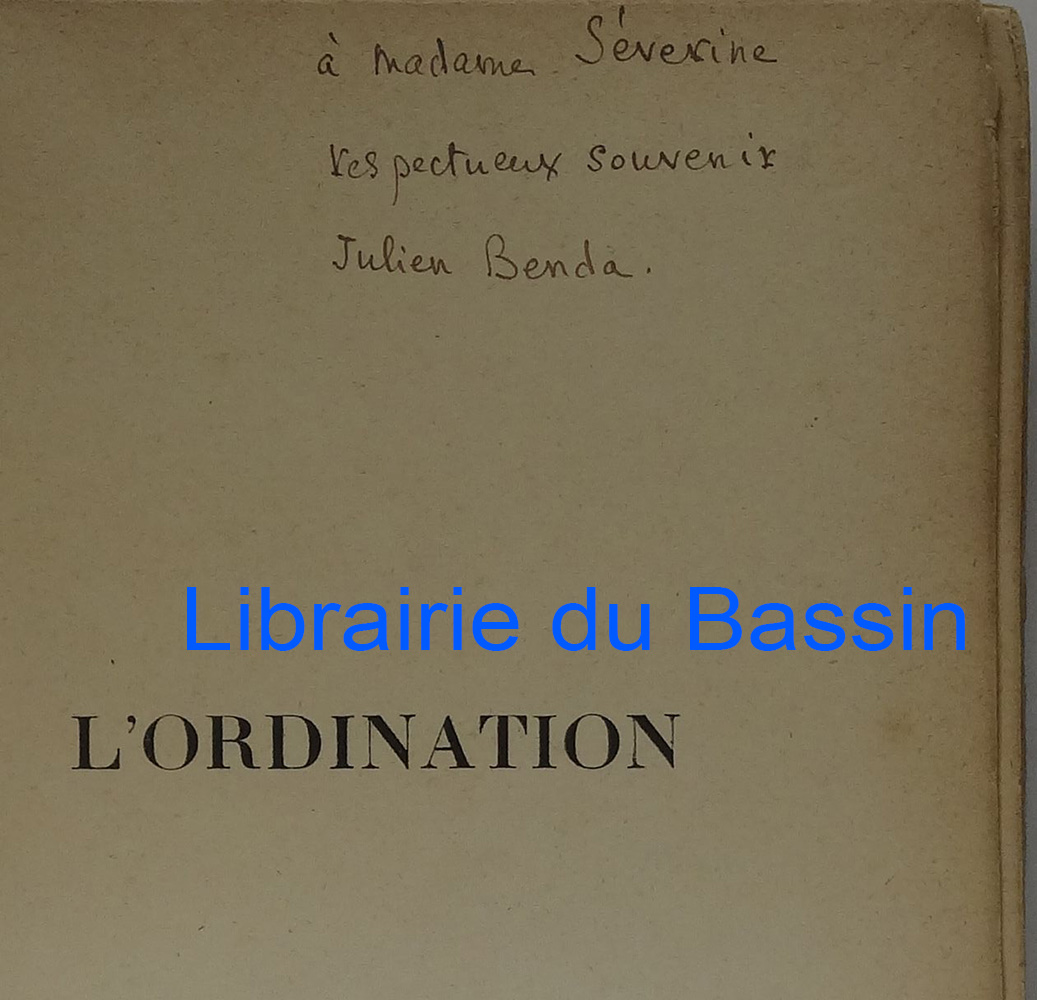 à madame Séverine
respectueux souvenir
Julien Benda.
Librairie du Bassin
L'ORDINATION